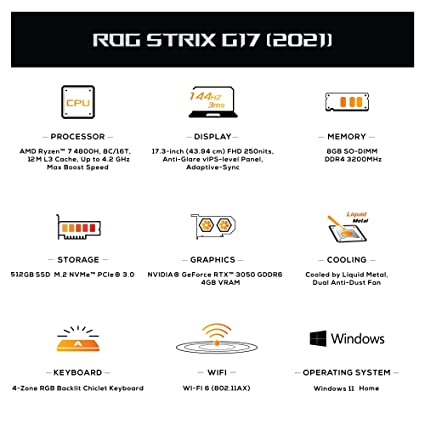 ROG STRIX G17 (2021)
CPU
144HZ
3ms
PROCESSOR
AMD Ryzen™ 7 4800H, 8C/16T,
12M L3 Cache, Up to 4.2 GHz
Max Boost Speed
DISPLAY
17.3-inch (43.94 cm) FHD 250nits,
Anti-Glare vIPS-level Panel,
Adaptive-Sync
MEMORY
8GB SO-DIMM
DDR4 3200MHz
STORAGE
512GB SSD M.2 NVMe™ PCIe® 3.0
GRAPHICS
NVIDIA® GeForce RTX™ 3050 GDDR6
4GB VRAM
Liquid
Metal
COOLING
Cooled by Liquid Metal,
Dual Anti-Dust Fan
A
KEYBOARD
4-Zone RGB Backlit Chiclet Keyboard
WIFI
Wi-Fi 6 (802.11AX)
Windows
OPERATING SYSTEM
Windows 11 Home